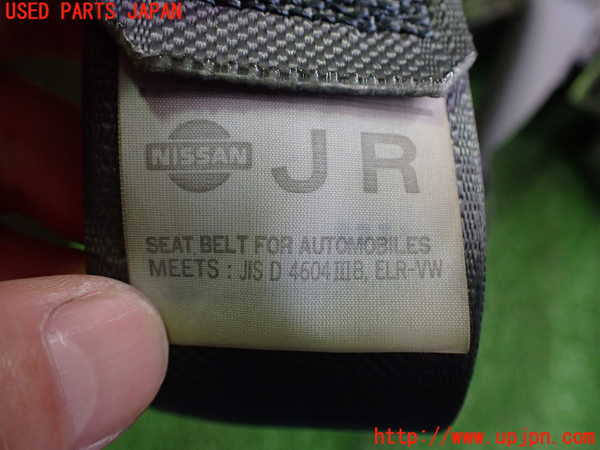 USED PARTS JAPAN
NISSAN JR
SEAT BELT FOR AUTOMOBILES
MEETS : JIS D 4604 III B, ELR-VW
http://www.upjpn.com/